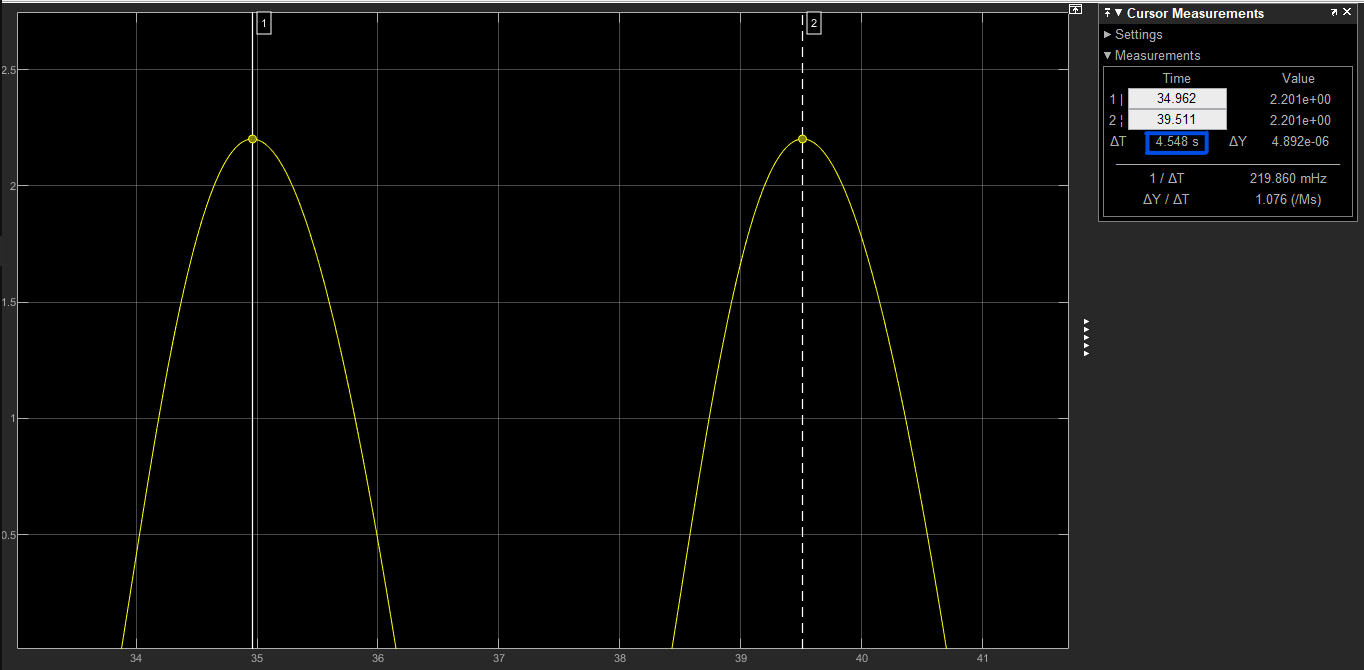 1
2
2.5
2
1.5
1
0.5
34 35 36 37 38 39 40 41
Cursor Measurements
Settings
Measurements
Time Value
1 34.962 2.201e+00
2 39.511 2.201e+00
ΔT 4.548 s ΔY 4.892e-06
1 / ΔT 219.860 mHz
ΔY / ΔT 1.076 (/Ms)